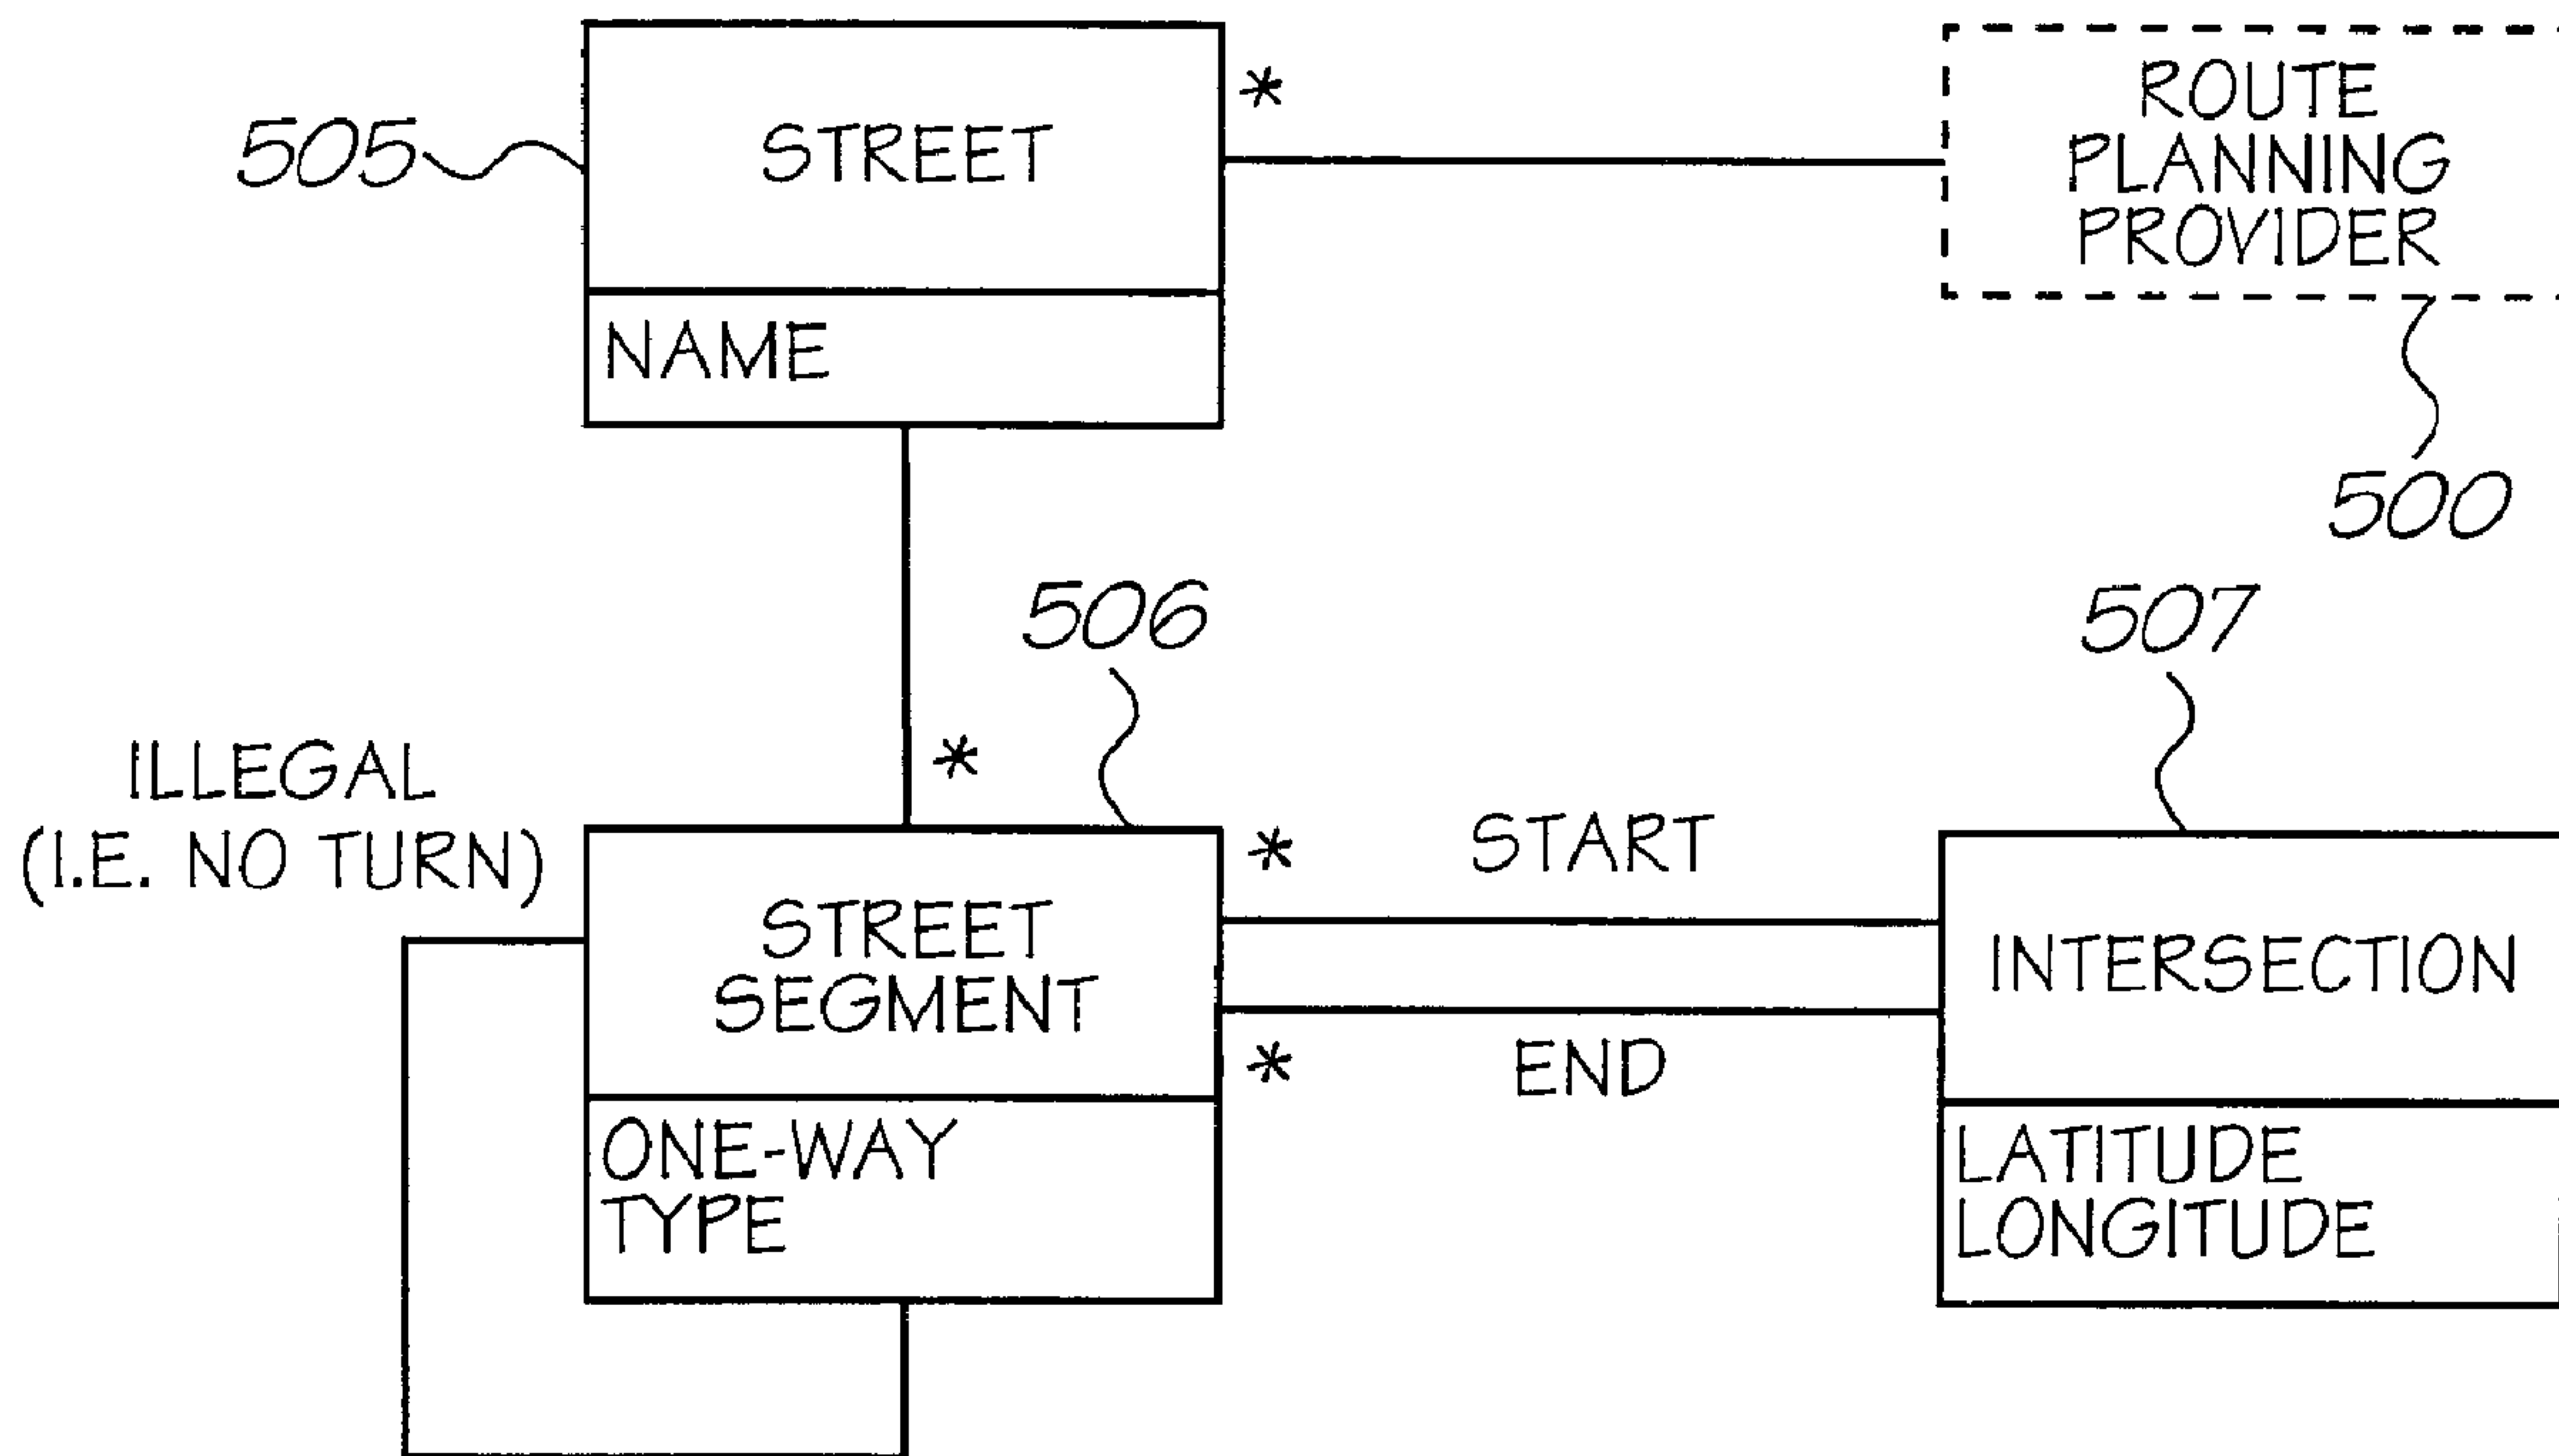 505
STREET
*
NAME
ROUTE
PLANNING
PROVIDER
500
506
507
*
ILLEGAL
(I.E. NO TURN)
STREET
SEGMENT
ONE-WAY
TYPE
*
START
*
END
INTERSECTION
LATITUDE
LONGITUDE